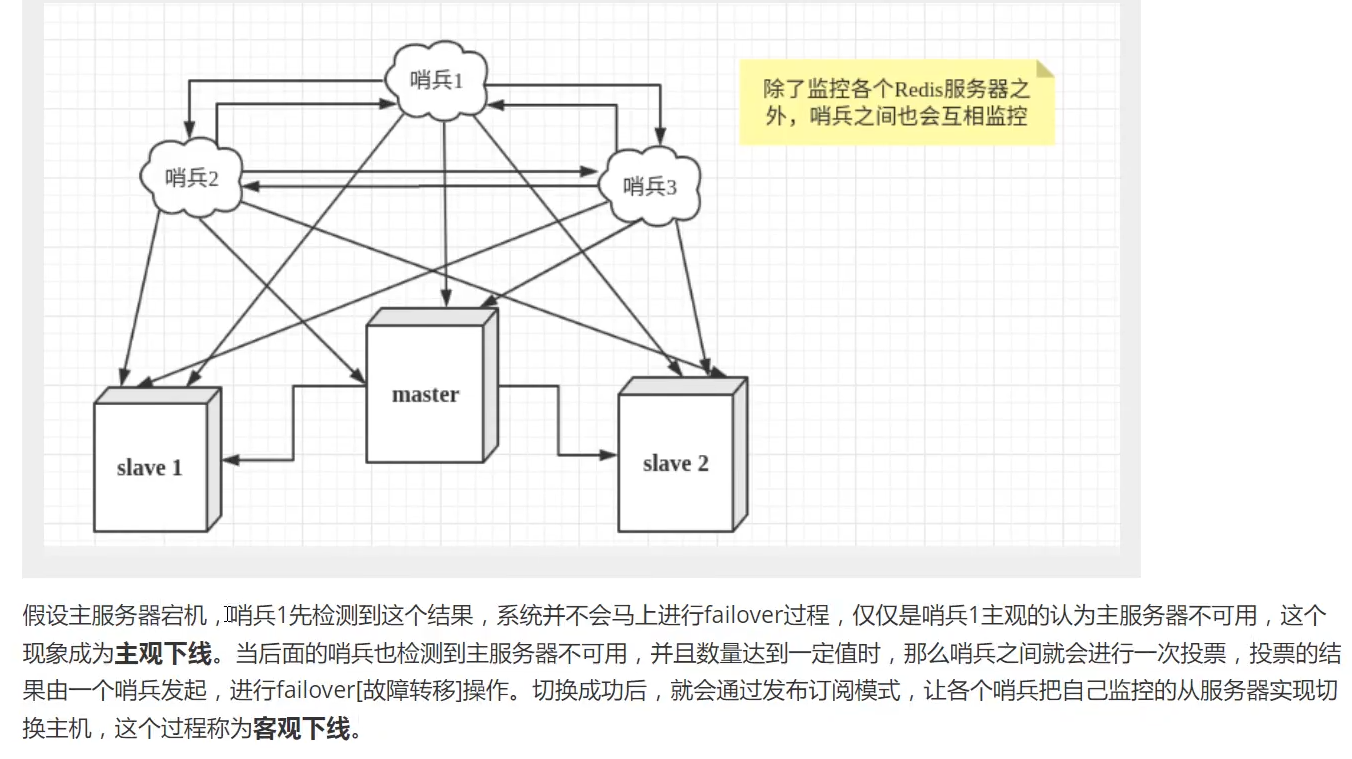 哨兵1
除了监控各个Redis服务器之
外，哨兵之间也会互相监控
哨兵2
哨兵3
master
slave 1
slave 2
假设主服务器宕机，哨兵1先检测到这个结果，系统并不会马上进行failover过程，仅仅是哨兵1主观的认为主服务器不可用，这个
现象成为主观下线。当后面的哨兵也检测到主服务器不可用，并且数量达到一定值时，那么哨兵之间就会进行一次投票，投票的结
果由一个哨兵发起，进行failover[故障转移]操作。切换成功后，就会通过发布订阅模式，让各个哨兵把自己监控的从服务器实现切
换主机，这个过程称为客观下线。